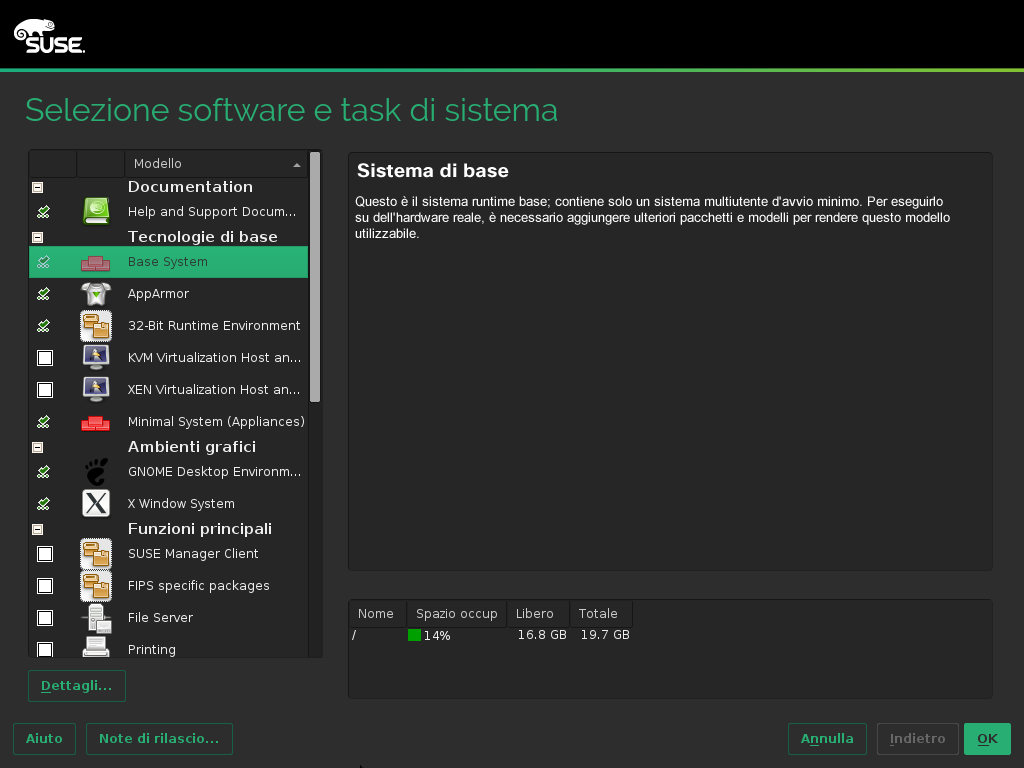 SUSE
Selezione software e task di sistema
Modello
Documentation
Help and Support Docum...
Tecnologie di base
Base System
AppArmor
32-Bit Runtime Environment
KVM Virtualization Host an...
XEN Virtualization Host an...
Minimal System (Appliances)
Ambienti grafici
GNOME Desktop Environm...
X Window System
Funzioni principali
SUSE Manager Client
FIPS specific packages
File Server
Printing
Dettagli...
Sistema di base
Questo è il sistema runtime base; contiene solo un sistema multiutente d'avvio minimo. Per eseguirlo
su dell'hardware reale, è necessario aggiungere ulteriori pacchetti e modelli per rendere questo modello
utilizzabile.
Nome Spazio occup Libero Totale
/ 14% 16.8 GB 19.7 GB
Aiuto Note di rilascio... Annulla Indietro OK